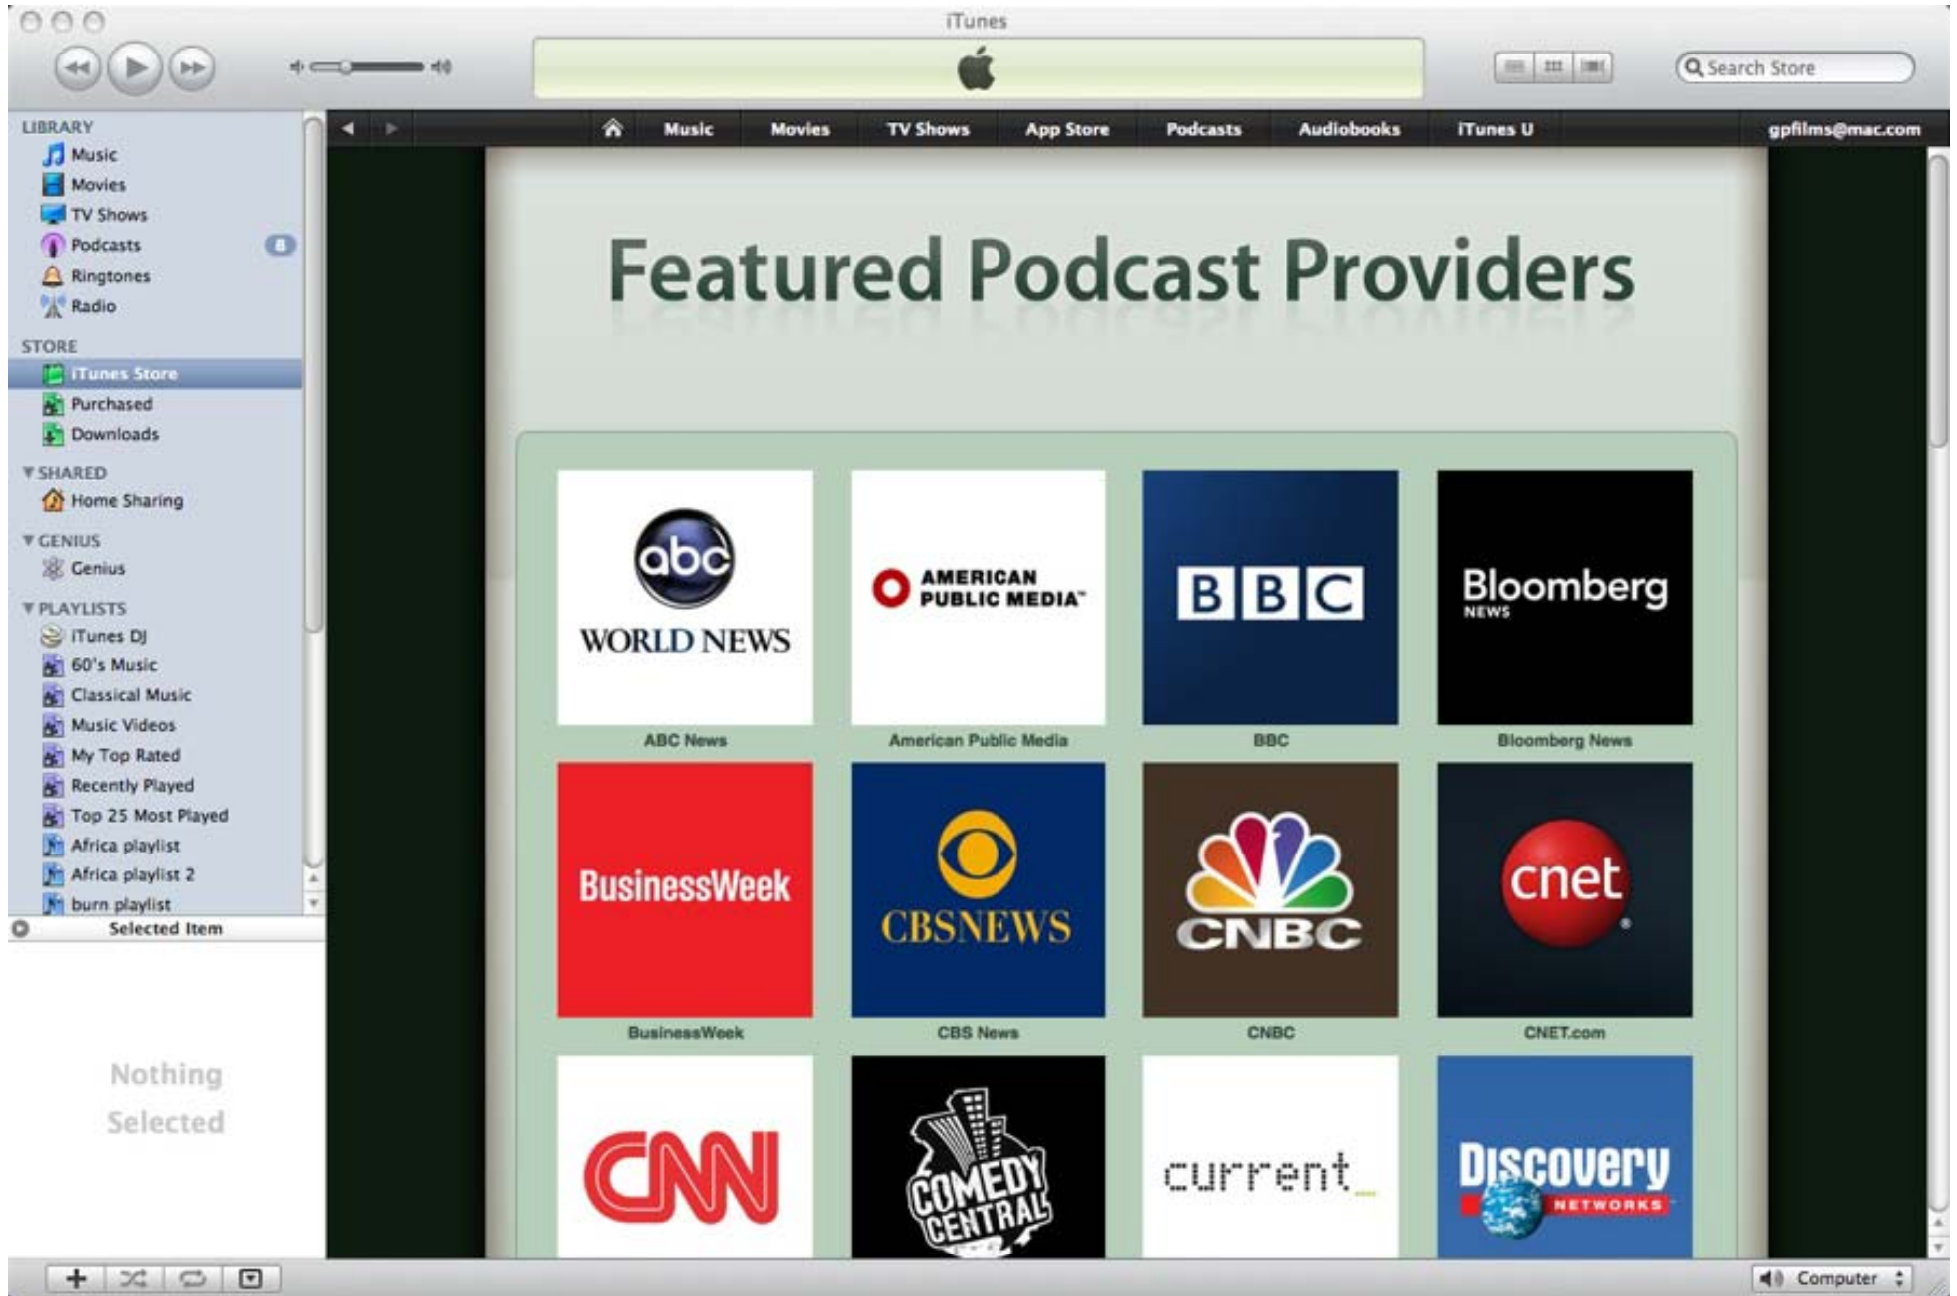 iTunes
Search Store
LIBRARY
Music
Movies
TV Shows
Podcasts
8
Ringtones
Radio
STORE
iTunes Store
Purchased
Downloads
SHARED
Home Sharing
GENIUS
Genius
PLAYLISTS
iTunes DJ
60's Music
Classical Music
Music Videos
My Top Rated
Recently Played
Top 25 Most Played
Africa playlist
Africa playlist 2
burn playlist
Selected Item
Nothing
Selected
Music Movies TV Shows App Store Podcasts Audiobooks iTunes U gpfilms@mac.com
Featured Podcast Providers
abc
WORLD NEWS
AMERICAN
PUBLIC MEDIA™
BBC
Bloomberg
NEWS
ABC News
American Public Media
BBC
Bloomberg News
BusinessWeek
CBSNEWS
CNBC
cnet
®
BusinessWeek
CBS News
CNBC
CNET.com
CNN
COMEDY
CENTRAL
current_
Discovery
NETWORKS
Computer